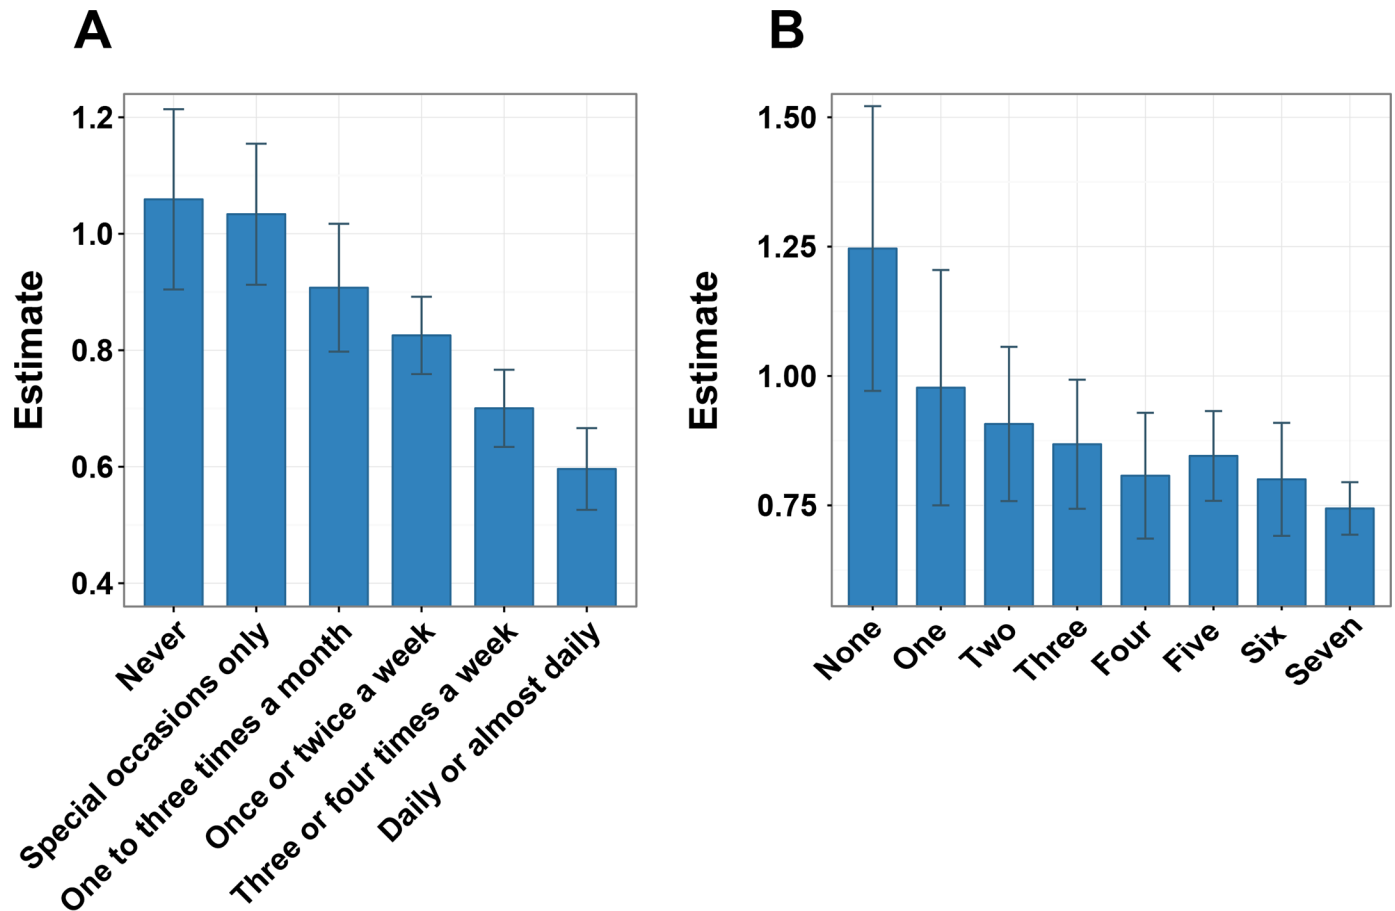 A
Estimate
1.2
1.0
0.8
0.6
0.4
Never
Special occasions only
One to three times a month
Once or twice a week
Three or four times a week
Daily or almost daily
B
Estimate
1.50
1.25
1.00
0.75
None
One
Two
Three
Four
Five
Six
Seven